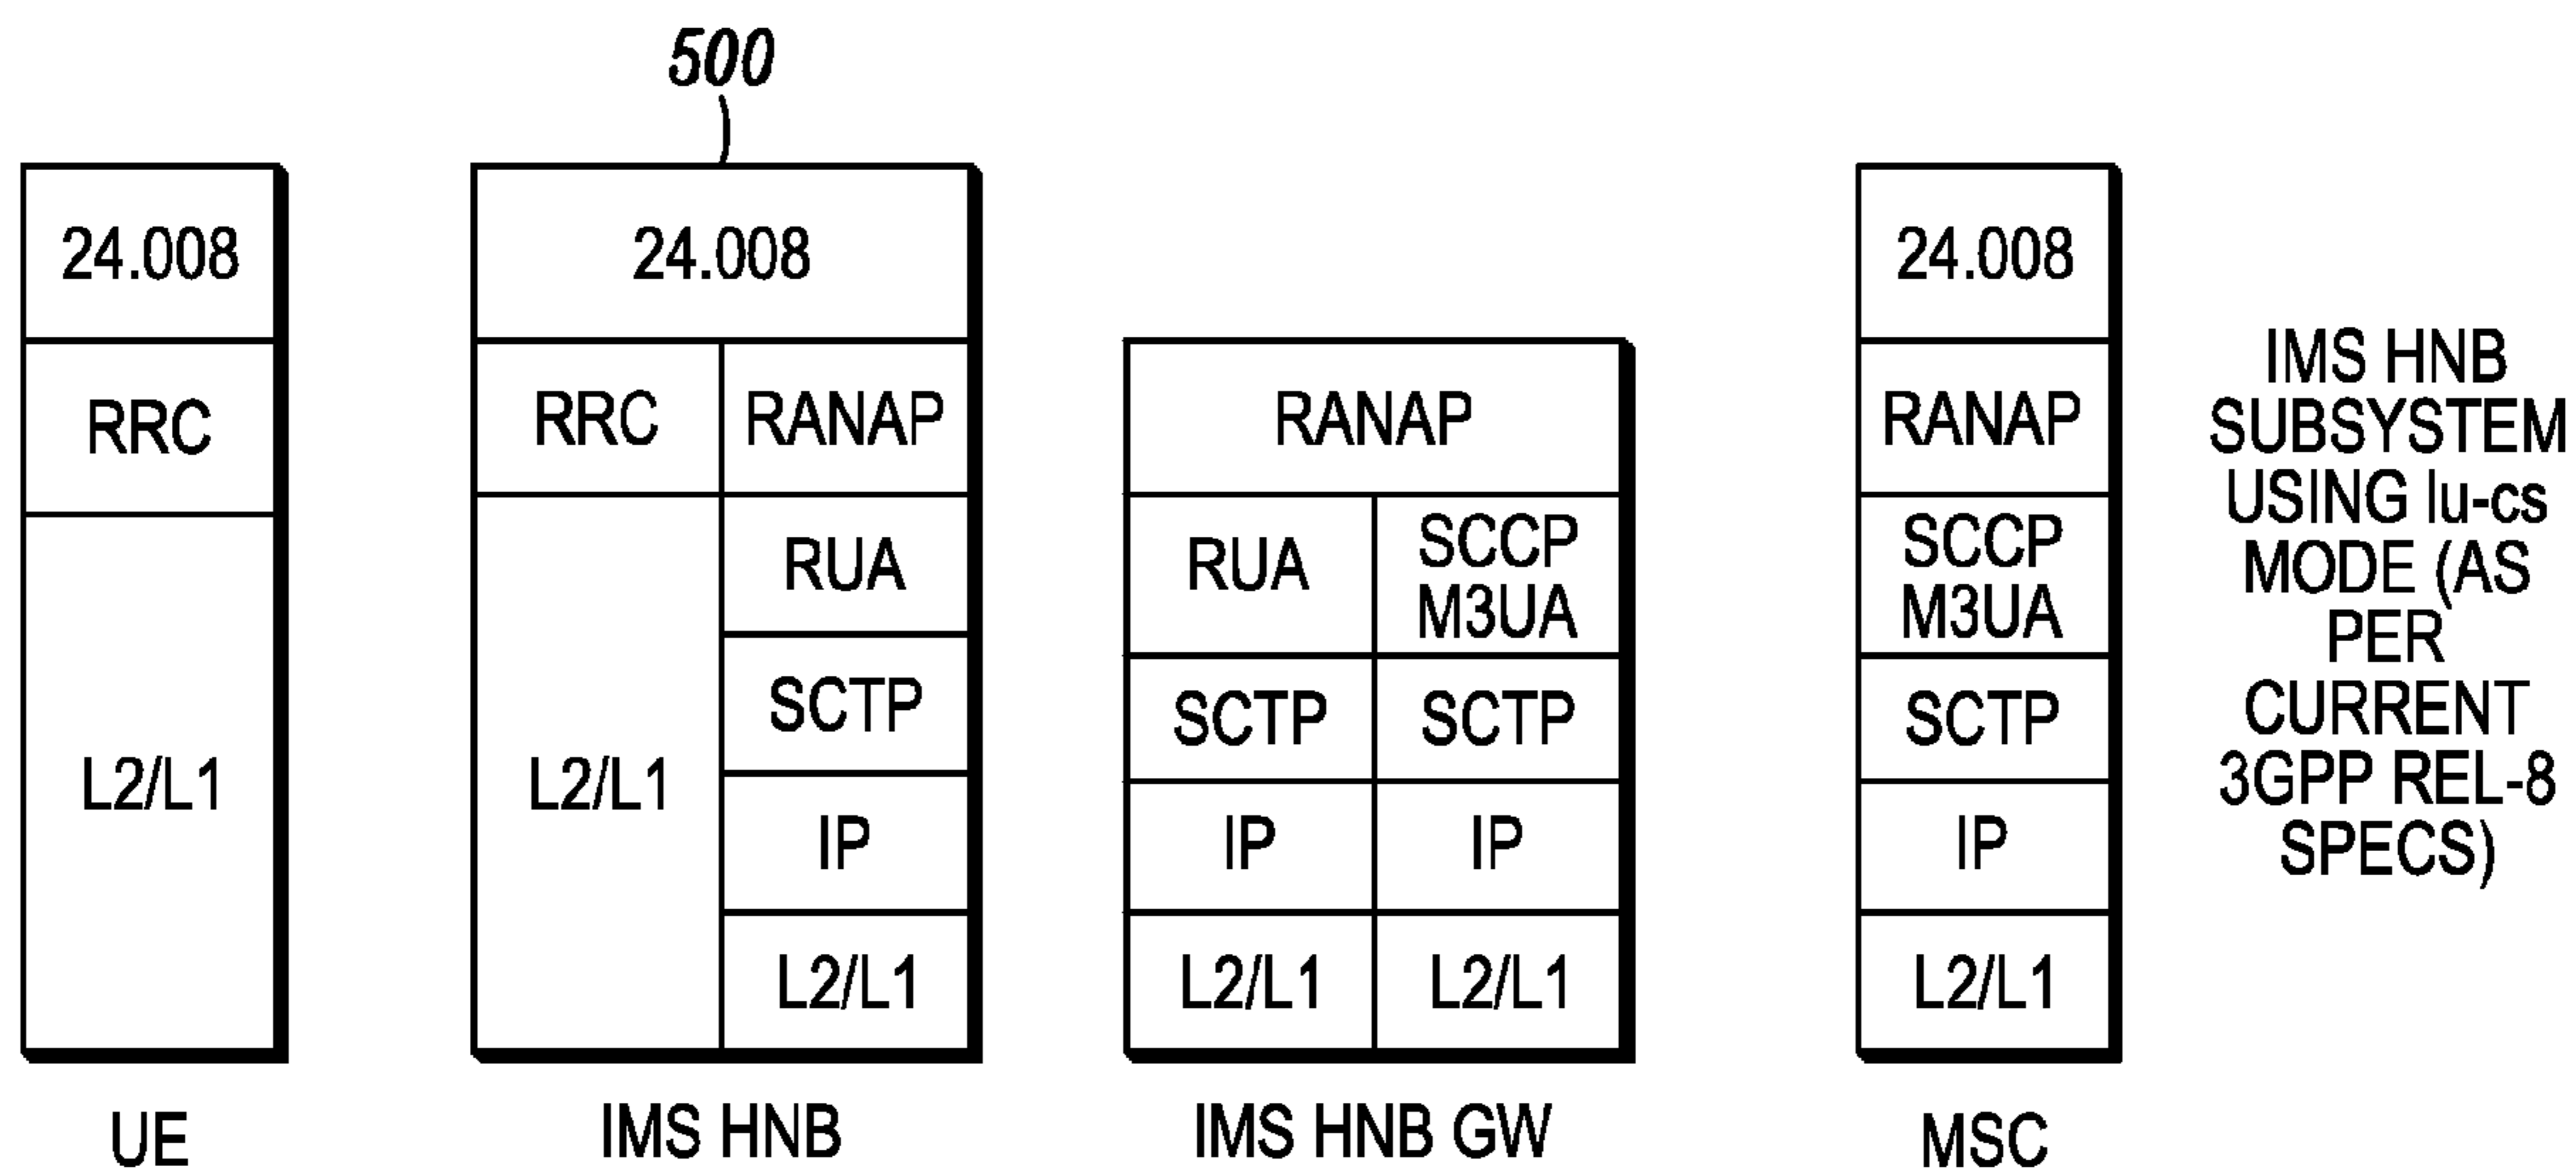 500
24.008
RRC
L2/L1
UE
24.008
RRC
RANAP
L2/L1
RUA
SCTP
IP
L2/L1
IMS HNB
RANAP
RUA
SCCP
M3UA
SCTP
SCTP
IP
IP
L2/L1
L2/L1
IMS HNB GW
24.008
RANAP
SCCP
M3UA
SCTP
IP
L2/L1
MSC
IMS HNB
SUBSYSTEM
USING Iu-cs
MODE (AS
PER
CURRENT
3GPP REL-8
SPECS)